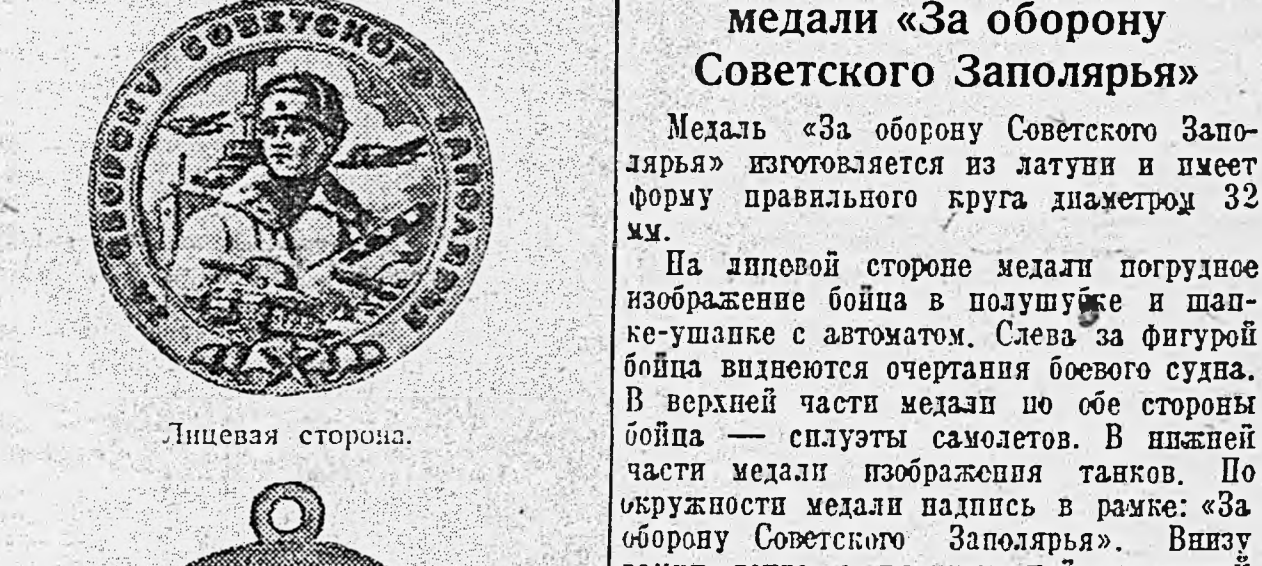 ОБОРОНУ СОВЕТСКОГО ЗАПОЛЯРЬЯ
Лицевая сторона.
медали «За оборону
Советского Заполярья»
Медаль «За оборону Советского Запо-
лярья» изготовляется из латуни и имеет
форму правильного круга диаметром 32
мм.
На лицевой стороне медали погрудное
изображение бойца в полушубке и шап-
ке-ушанке с автоматом. Слева за фигурой
бойца виднеются очертания боевого судна.
В верхней части медали по обе стороны
бойца — силуэты самолетов. В нижней
части медали изображения танков. По
окружности медали надпись в рамке: «За
оборону Советского Заполярья». Внизу